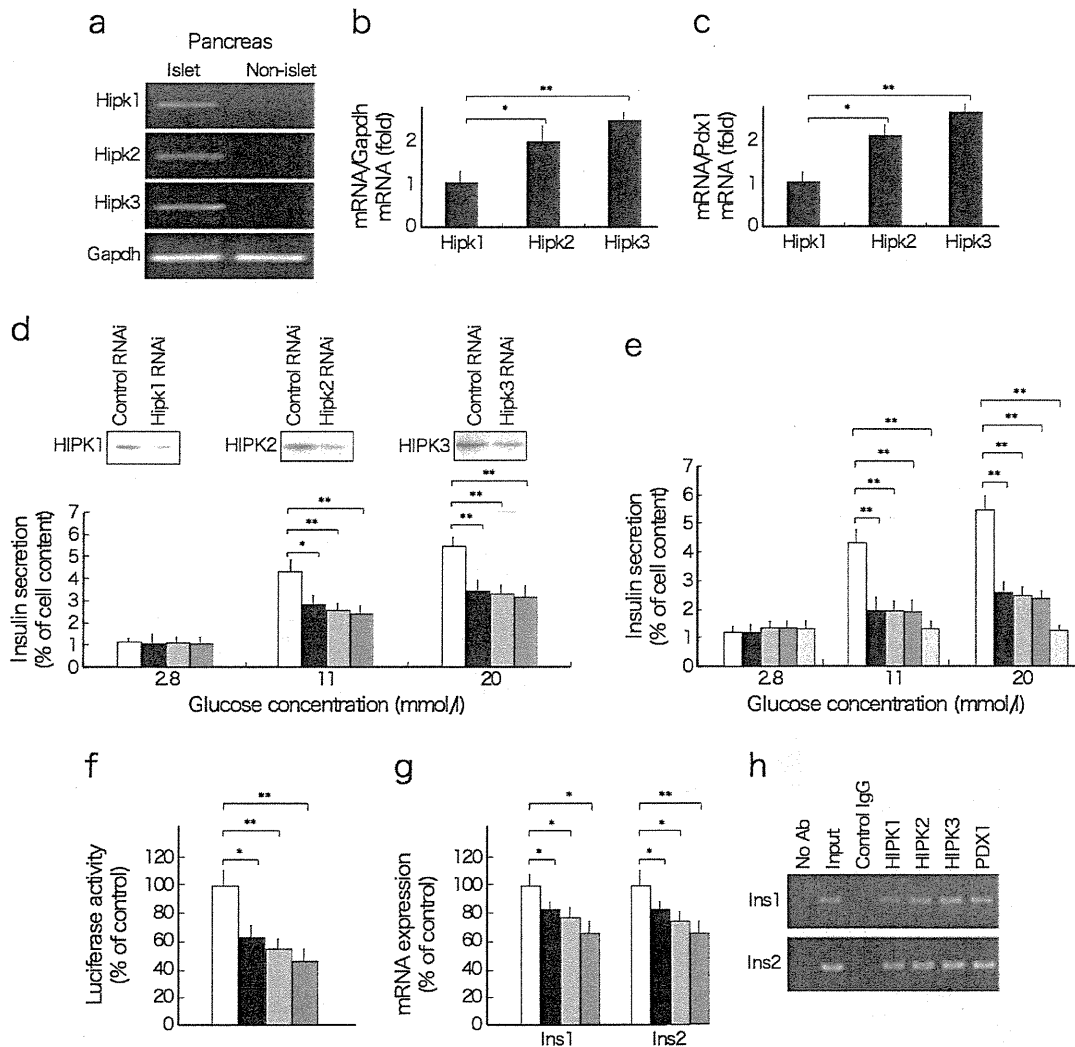 a
Pancreas
Islet Non-islet
Hipk1
Hipk2
Hipk3
Gapdh
b
mRNA/Gapdh
mRNA (fold)
2
1
0
* **
Hipk1 Hipk2 Hipk3
c
mRNA/Pdx1
mRNA (fold)
2
1
0
* **
Hipk1 Hipk2 Hipk3
d
Control RNAi
Hipk1 RNAi
HIPK1
Control RNAi
Hipk2 RNAi
HIPK2
Control RNAi
Hipk3 RNAi
HIPK3
Insulin secretion
(% of cell content)
7
6
5
4
3
2
1
0
**
**
*
**
**
**
2.8 11 20
Glucose concentration (mmol/l)
e
Insulin secretion
(% of cell content)
7
6
5
4
3
2
1
0
**
**
**
**
**
**
**
**
2.8 11 20
Glucose concentration (mmol/l)
f
Luciferase activity
(% of control)
120
100
80
60
40
20
0
**
**
*
g
mRNA expression
(% of control)
120
100
80
60
40
20
0
*
*
*
**
*
*
Ins1 Ins2
h
No Ab
Input
Control IgG
HIPK1
HIPK2
HIPK3
PDX1
Ins1
Ins2